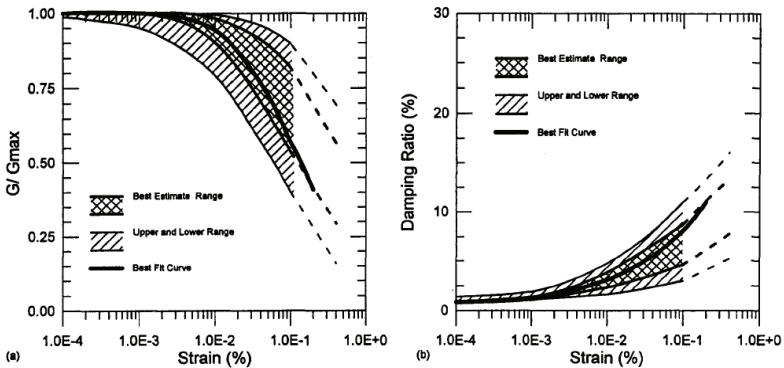 1.00
0.75
0.50
0.25
0.00
G/ Gmax
Best Estimate Range
Upper and Lower Range
Best Fit Curve
1.0E-4 1.0E-3 1.0E-2 1.0E-1 1.0E+0
Strain (%)
(a)
30
20
10
0
Damping Ratio (%)
Best Estimate Range
Upper and Lower Range
Best Fit Curve
1.0E-4 1.0E-3 1.0E-2 1.0E-1 1.0E+0
Strain (%)
(b)